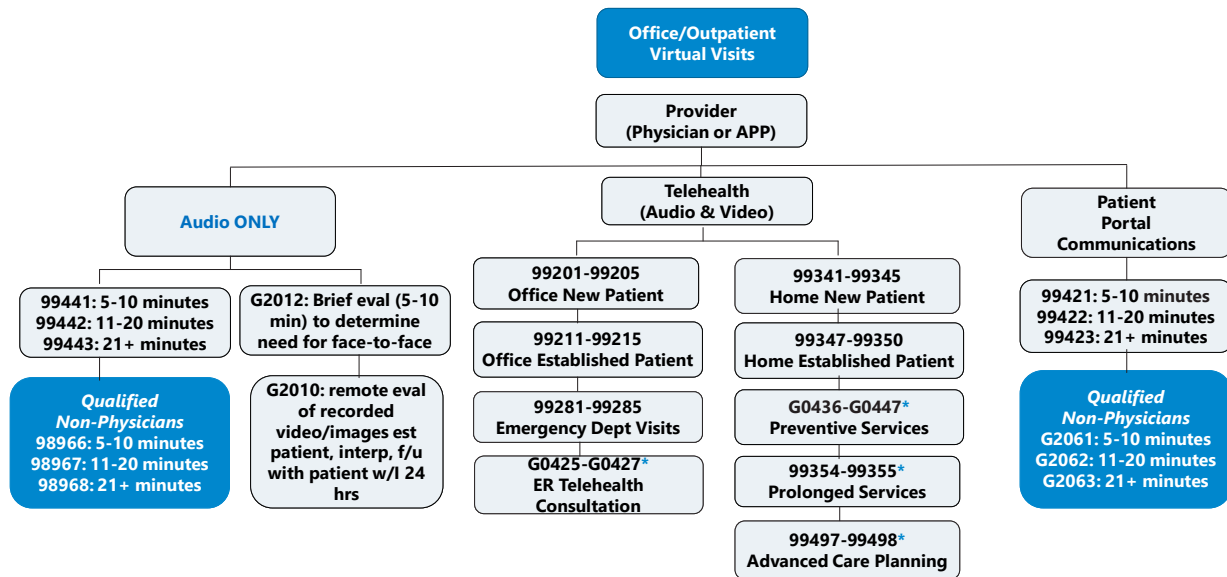 Office/Outpatient
Virtual Visits
Provider
(Physician or APP)
Audio ONLY
Telehealth
(Audio & Video)
Patient
Portal
Communications
99441: 5-10 minutes
99442: 11-20 minutes
99443: 21+ minutes
G2012: Brief eval (5-10
min) to determine
need for face-to-face
99201-99205
Office New Patient
99341-99345
Home New Patient
99421: 5-10 minutes
99422: 11-20 minutes
99423: 21+ minutes
99211-99215
Office Established Patient
99347-99350
Home Established Patient
Qualified
Non-Physicians
98966: 5-10 minutes
98967: 11-20 minutes
98968: 21+ minutes
G2010: remote eval
of recorded
video/images est
patient, interp, f/u
with patient w/I 24
hrs
99281-99285
Emergency Dept Visits
G0436-G0447*
Preventive Services
Qualified
Non-Physicians
G2061: 5-10 minutes
G2062: 11-20 minutes
G2063: 21+ minutes
G0425-G0427*
ER Telehealth
Consultation
99354-99355*
Prolonged Services
99497-99498*
Advanced Care Planning